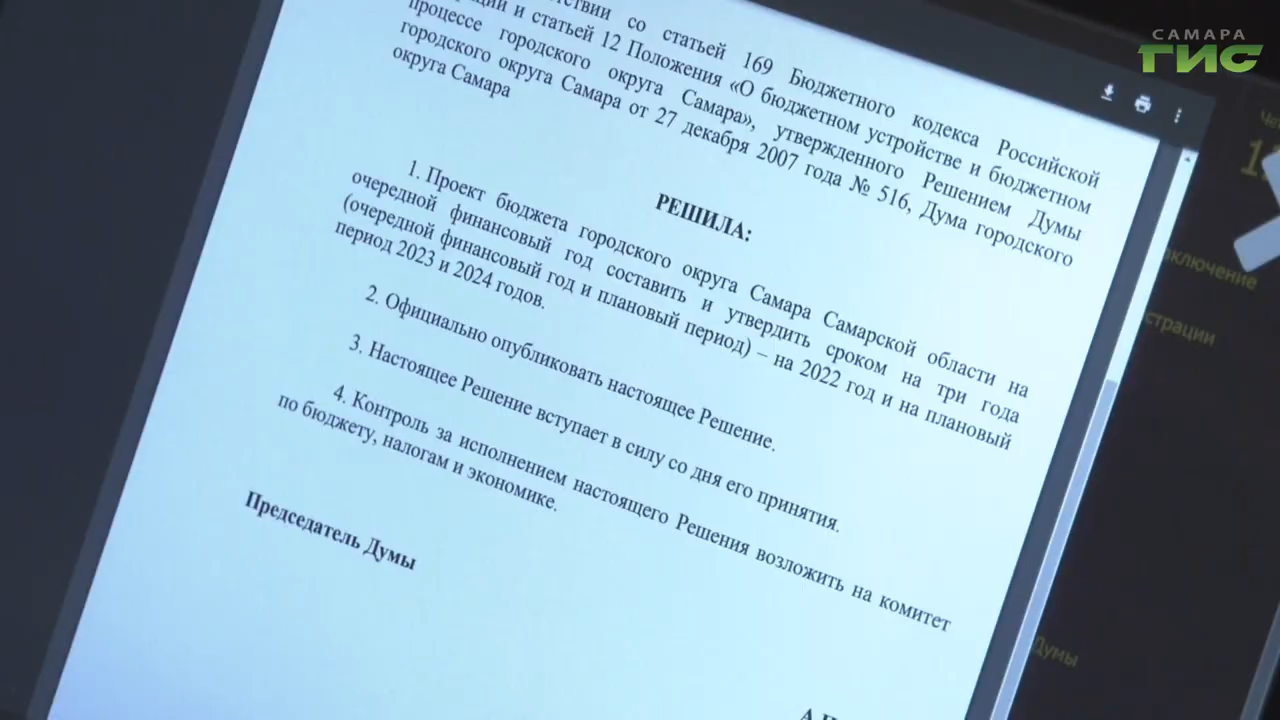 САМАРА
ГИС
со статьей 169 Бюджетного кодекса Российской
и статьей 12 Положения «О бюджетном устройстве и бюджетном
процессе городского округа Самара», утвержденного Решением Думы
городского округа Самара от 27 декабря 2007 года № 516, Дума городского
округа Самара
РЕШИЛА:
1. Проект бюджета городского округа Самара Самарской области на
очередной финансовый год составить и утвердить сроком на три года
(очередной финансовый год и плановый период) – на 2022 год и на плановый
период 2023 и 2024 годов.
2. Официально опубликовать настоящее Решение.
3. Настоящее Решение вступает в силу со дня его принятия.
4. Контроль за исполнением настоящего Решения возложить на комитет
по бюджету, налогам и экономике.
Председатель Думы
Думы